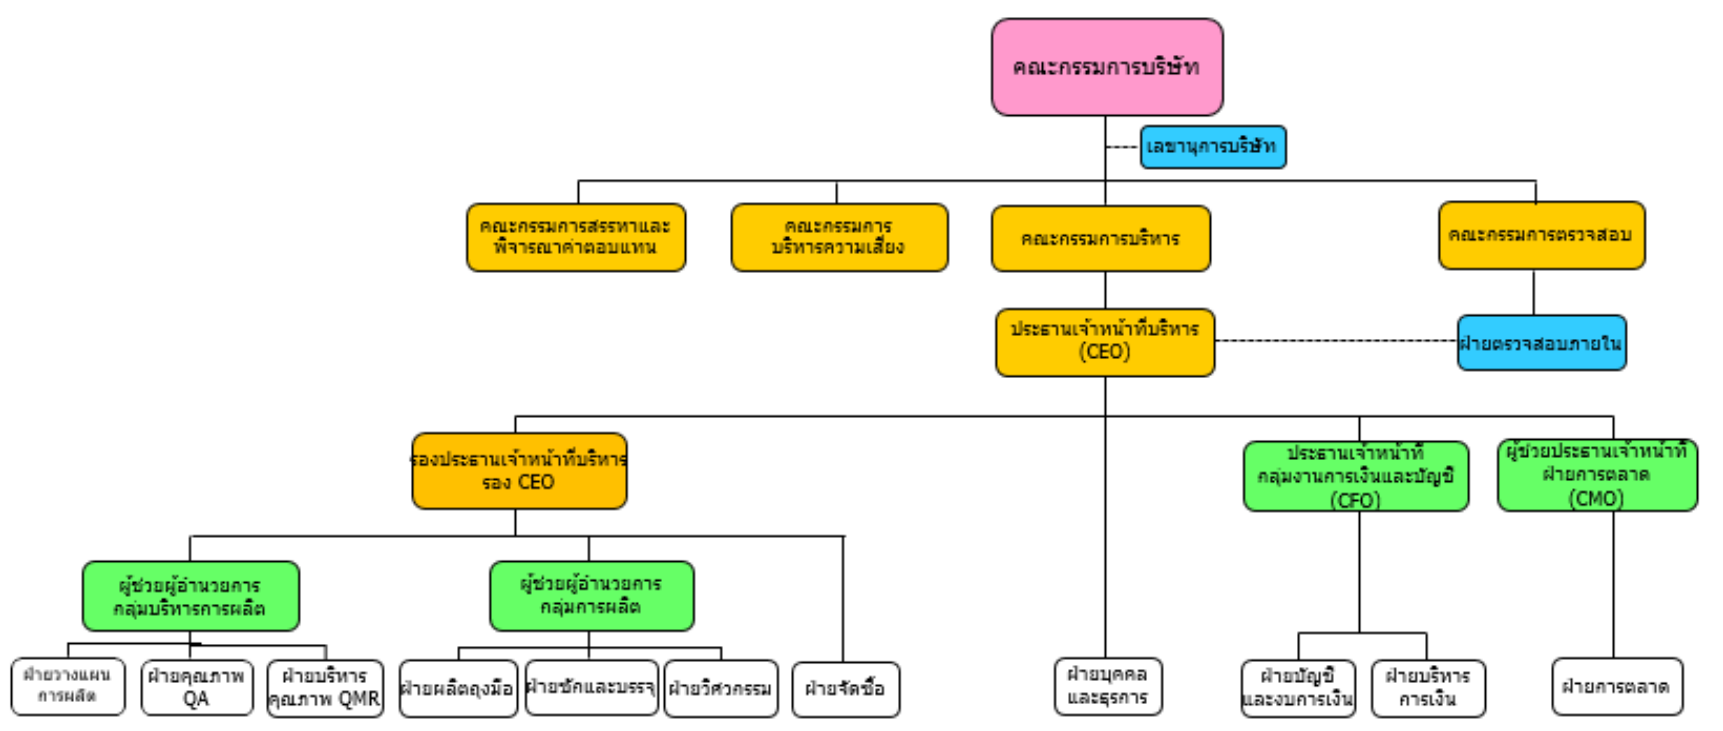 คณะกรรมการบริษัท
เลขานุการบริษัท
คณะกรรมการสรรหาและ
พิจารณาค่าตอบแทน
คณะกรรมการ
บริหารความเสี่ยง
คณะกรรมการบริหาร
คณะกรรมการตรวจสอบ
ประธานเจ้าหน้าที่บริหาร
(CEO)
ฝ่ายตรวจสอบภายใน
รองประธานเจ้าหน้าที่บริหาร
รอง CEO
ประธานเจ้าหน้าที่
กลุ่มงานการเงินและบัญชี
(CFO)
ผู้ช่วยประธานเจ้าหน้าที่
ฝ่ายการตลาด
(CMO)
ผู้ช่วยผู้อำนวยการ
กลุ่มบริหารการผลิต
ผู้ช่วยผู้อำนวยการ
กลุ่มการผลิต
ฝ่ายวางแผน
การผลิต
ฝ่ายคุณภาพ
QA
ฝ่ายบริหาร
คุณภาพ QMR
ฝ่ายผลิตถุงมือ
ฝ่ายซักและบรรจุ
ฝ่ายวิศวกรรม
ฝ่ายจัดซื้อ
ฝ่ายบุคคล
และธุรการ
ฝ่ายบัญชี
และงบการเงิน
ฝ่ายบริหาร
การเงิน
ฝ่ายการตลาด